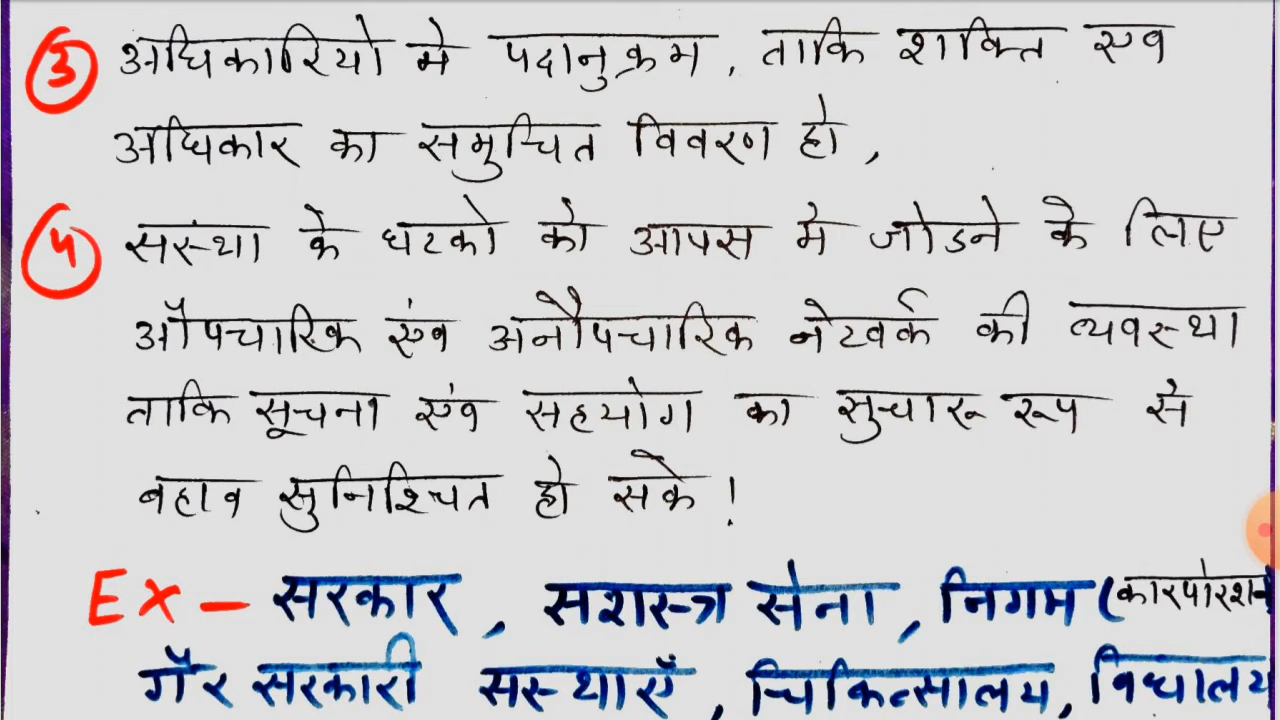 3 अधिकारियो मे पदानुक्रम, ताकि शक्ति एव
अधिकार का समुचित विवरण हो,
4 सस्ंथा के घटको को आपस मे जोडने के लिए
औपचारिक एंव अनौपचारिक नेटवर्क की व्यवस्था
ताकि सूचना एंव सहयोग का सुचारू रूप से
बहाव सुनिश्चित हो सके!
Ex - सरकार, सशस्त्र सेना, निगम (कारपोरेशन
गैर सरकारी सस्थाएँ, चिकित्सालय, विधालय